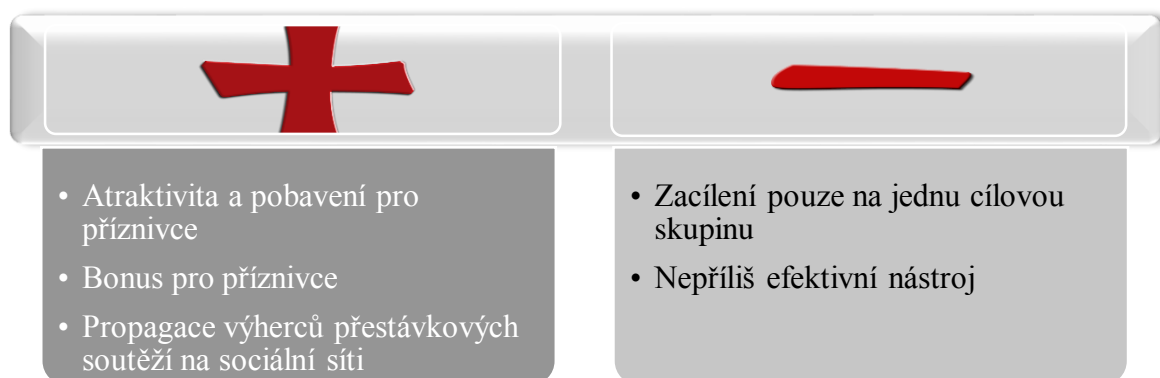 • Atraktivita a pobavení pro
příznivce
• Bonus pro příznivce
• Propagace výherců přestávkových
soutěží na sociální síti
• Zacílení pouze na jednu cílovou
skupinu
• Nepříliš efektivní nástroj